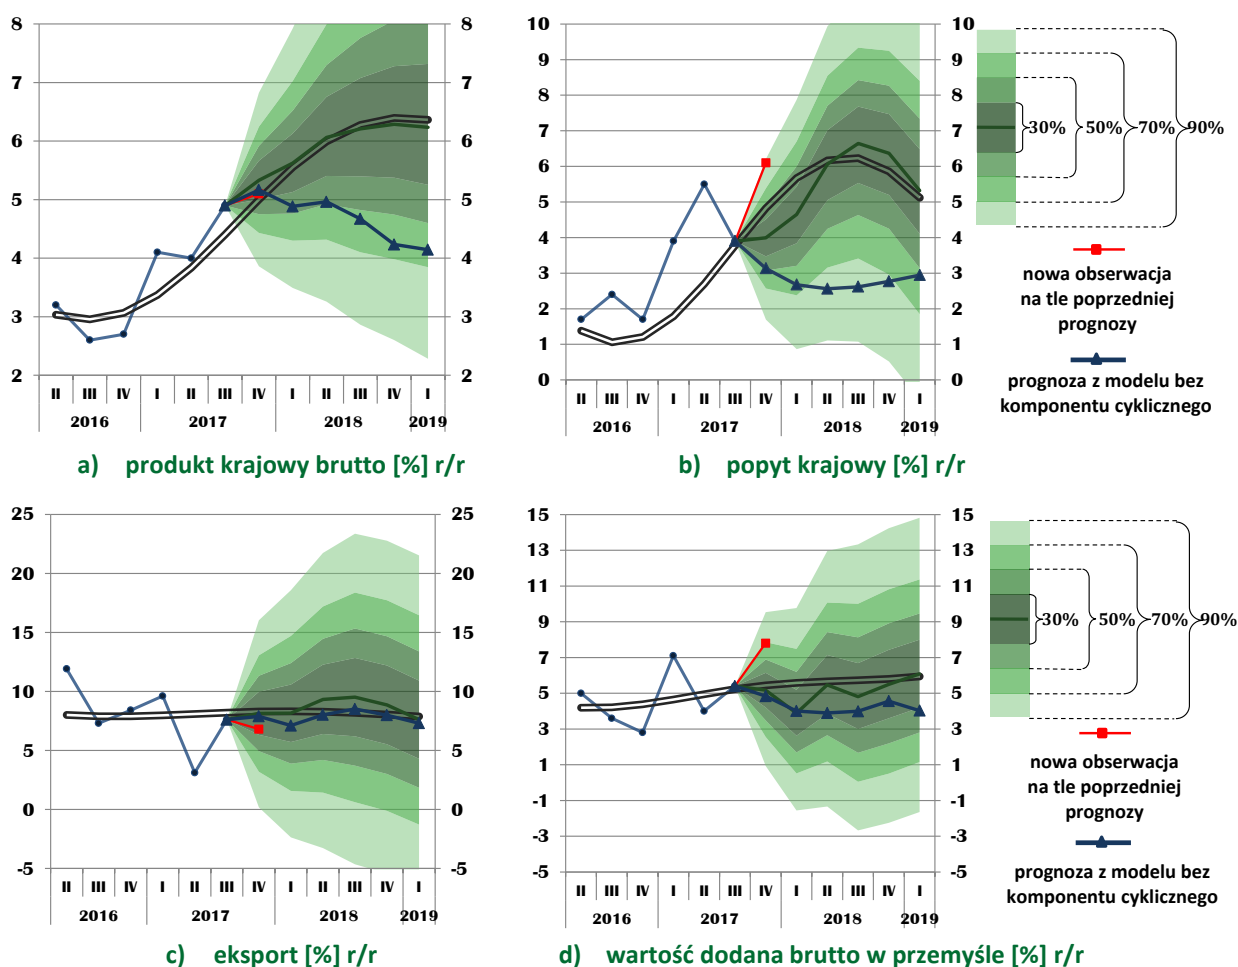 8 8
7 7
6 6
5 5
4 4
3 3
2 2
II III IV I II III IV I II III IV I
2016 2017 2018 2019
a) produkt krajowy brutto [%] r/r
10 10
9 9
8 8
7 7
6 6
5 5
4 4
3 3
2 2
1 1
0 0
II III IV I II III IV I II III IV I
2016 2017 2018 2019
b) popyt krajowy [%] r/r
30% 50% 70% 90%
nowa obserwacja
na tle poprzedniej
prognozy
prognoza z modelu bez
komponentu cyklicznego
25 25
20 20
15 15
10 10
5 5
0 0
-5 -5
II III IV I II III IV I II III IV I
2016 2017 2018 2019
c) eksport [%] r/r
15 15
13 13
11 11
9 9
7 7
5 5
3 3
1 1
-1 -1
-3 -3
-5 -5
II III IV I II III IV I II III IV I
2016 2017 2018 2019
d) wartość dodana brutto w przemyśle [%] r/r
30% 50% 70% 90%
nowa obserwacja
na tle poprzedniej
prognozy
prognoza z modelu bez
komponentu cyklicznego